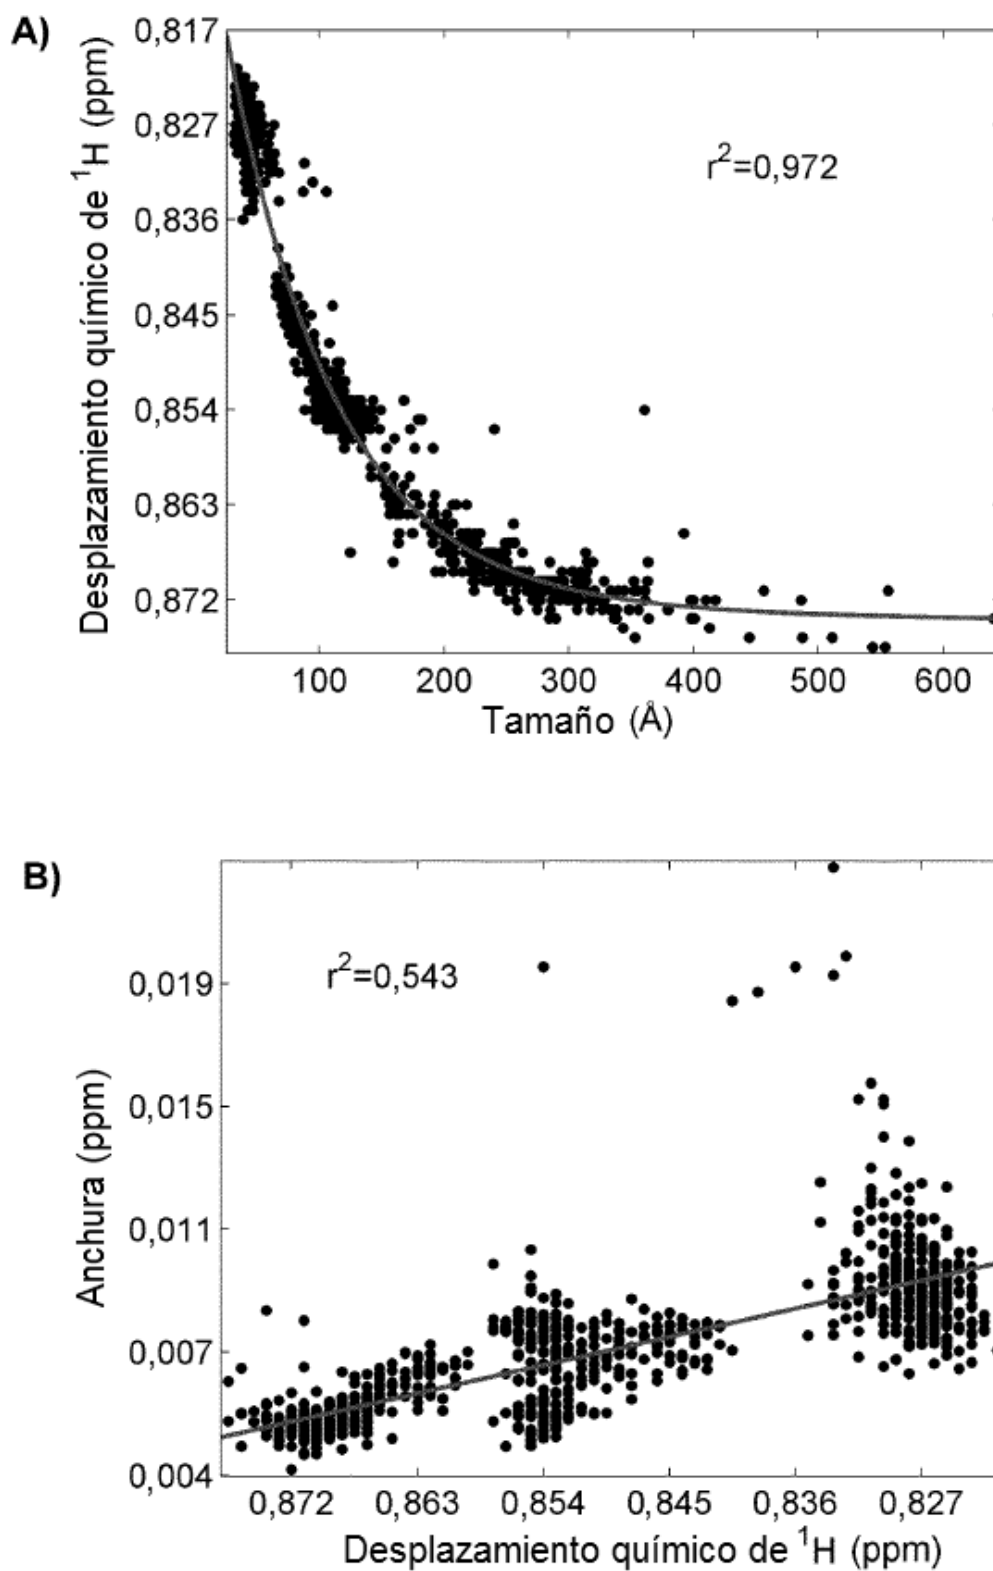 A)
Desplazamiento químico de ¹H (ppm)
0,817
0,827
0,836
0,845
0,854
0,863
0,872
r²=0,972
100 200 300 400 500 600
Tamaño (Å)
B)
Anchura (ppm)
0,019
0,015
0,011
0,007
0,004
r²=0,543
0,872 0,863 0,854 0,845 0,836 0,827
Desplazamiento químico de ¹H (ppm)